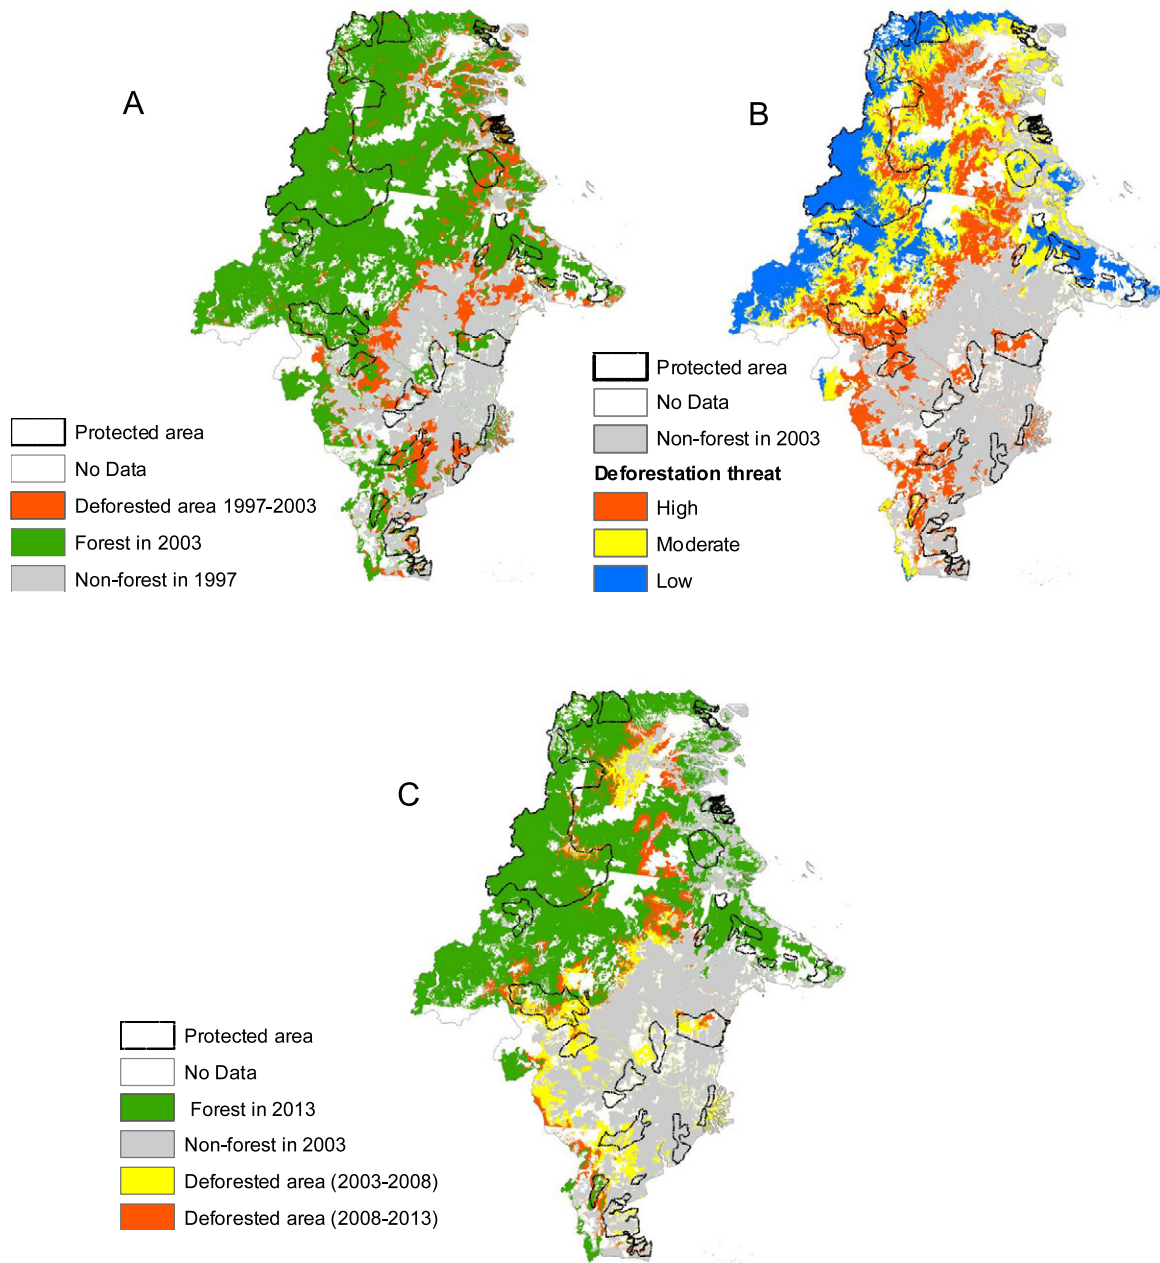 A
Protected area
No Data
Deforested area 1997-2003
Forest in 2003
Non-forest in 1997
B
Protected area
No Data
Non-forest in 2003
Deforestation threat
High
Moderate
Low
C
Protected area
No Data
Forest in 2013
Non-forest in 2003
Deforested area (2003-2008)
Deforested area (2008-2013)